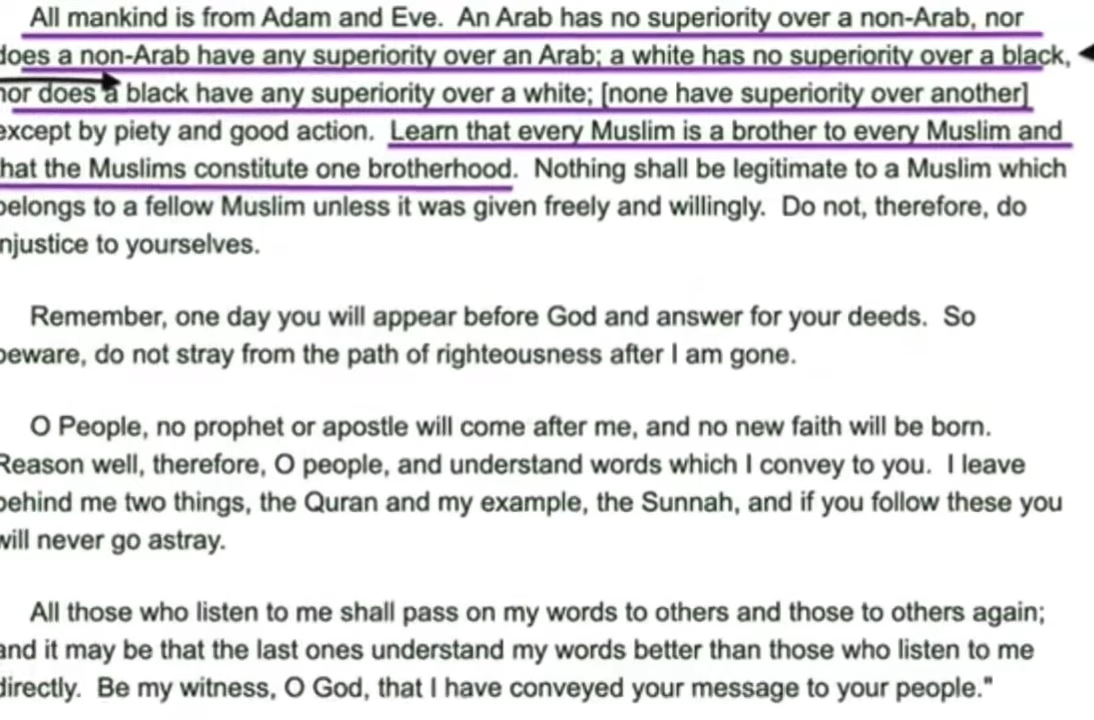 All mankind is from Adam and Eve.  An Arab has no superiority over a non-Arab, nor
does a non-Arab have any superiority over an Arab; a white has no superiority over a black,
nor does a black have any superiority over a white; [none have superiority over another]
except by piety and good action.  Learn that every Muslim is a brother to every Muslim and
that the Muslims constitute one brotherhood.  Nothing shall be legitimate to a Muslim which
belongs to a fellow Muslim unless it was given freely and willingly.  Do not, therefore, do
injustice to yourselves.
Remember, one day you will appear before God and answer for your deeds.  So
beware, do not stray from the path of righteousness after I am gone.
O People, no prophet or apostle will come after me, and no new faith will be born.
Reason well, therefore, O people, and understand words which I convey to you.  I leave
behind me two things, the Quran and my example, the Sunnah, and if you follow these you
will never go astray.
All those who listen to me shall pass on my words to others and those to others again;
and it may be that the last ones understand my words better than those who listen to me
directly.  Be my witness, O God, that I have conveyed your message to your people."